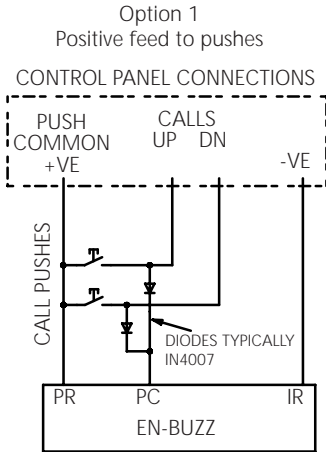 Option 1
Positive feed to pushes
CONTROL PANEL CONNECTIONS
PUSH
COMMON
+VE
CALLS
UP DN
-VE
CALL PUSHES
DIODES TYPICALLY
IN4007
PR PC IR
EN-BUZZ